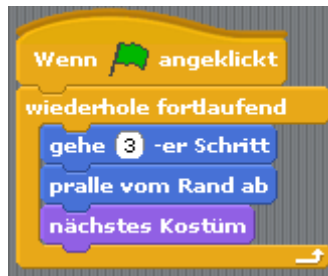 Wenn angeklickt
wiederhole fortlaufend
gehe 3 -er Schritt
pralle vom Rand ab
nächstes Kostüm